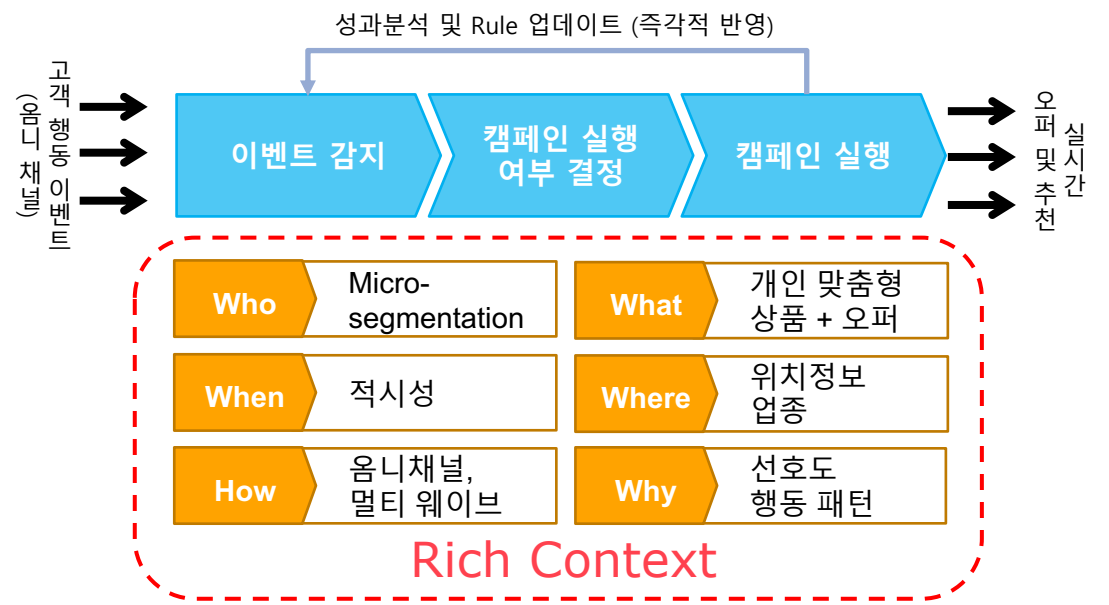 성과분석 및 Rule 업데이트 (즉각적 반영)
고객 행동 이벤트
(옴니 채널)
이벤트 감지
캠페인 실행
여부 결정
캠페인 실행
실시간
오퍼 및 추천
Who
Micro-
segmentation
What
개인 맞춤형
상품 + 오퍼
When
적시성
Where
위치정보
업종
How
옴니채널,
멀티 웨이브
Why
선호도
행동 패턴
Rich Context